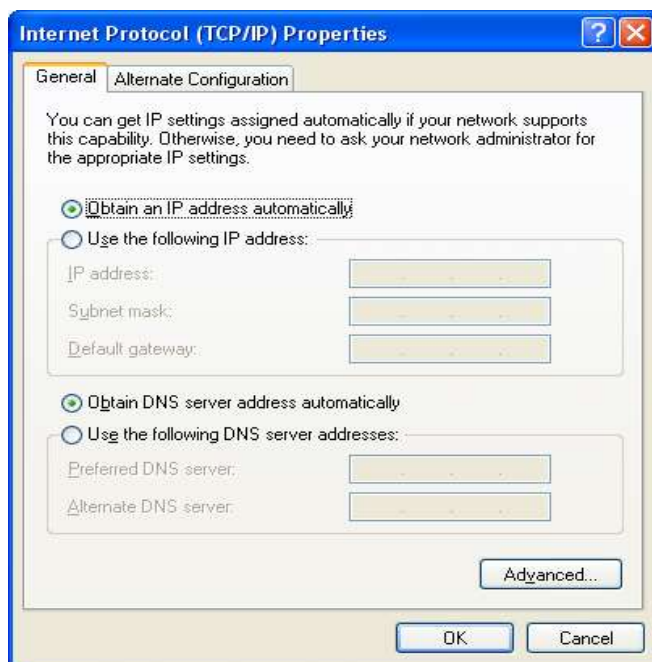 Internet Protocol (TCP/IP) Properties
General
Alternate Configuration
You can get IP settings assigned automatically if your network supports
this capability. Otherwise, you need to ask your network administrator for
the appropriate IP settings.
Obtain an IP address automatically
Use the following IP address:
IP address:
Subnet mask:
Default gateway:
Obtain DNS server address automatically
Use the following DNS server addresses:
Preferred DNS server:
Alternate DNS server:
Advanced...
OK
Cancel